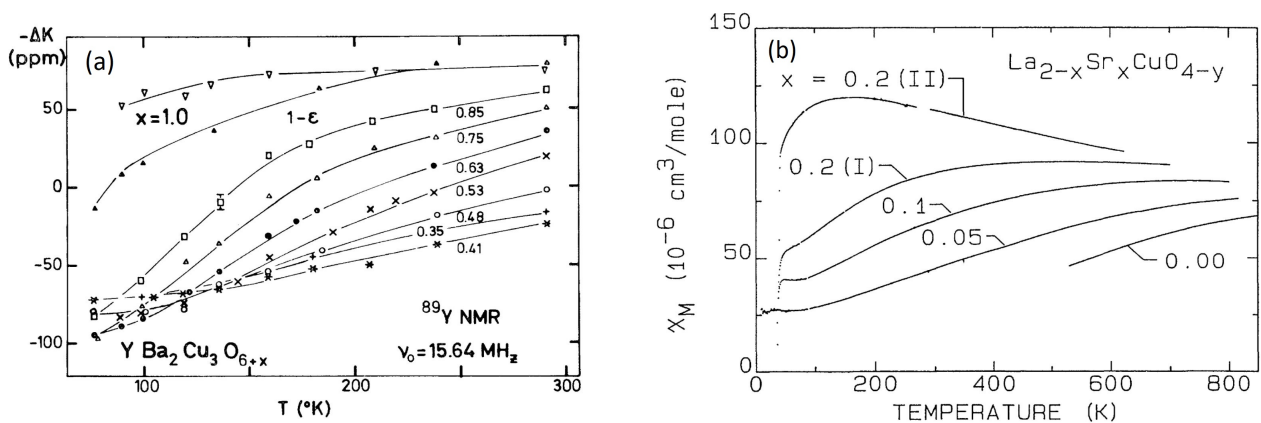 -ΔK
(ppm)
(a)
50
0
-50
-100
x=1.0
1-ε
0.85
0.75
0.63
0.53
0.48
0.35
0.41
⁸⁹Y NMR
Y Ba₂ Cu₃ O₆₊ₓ
ν₀=15.64 MHz
100
200
300
T (°K)
(b)
La₂₋ₓSrₓCuO₄₋y
x = 0.2(II)
0.2(I)
0.1
0.05
0.00
150
100
50
0
χM (10⁻⁶ cm³/mole)
0
200
400
600
800
TEMPERATURE (K)